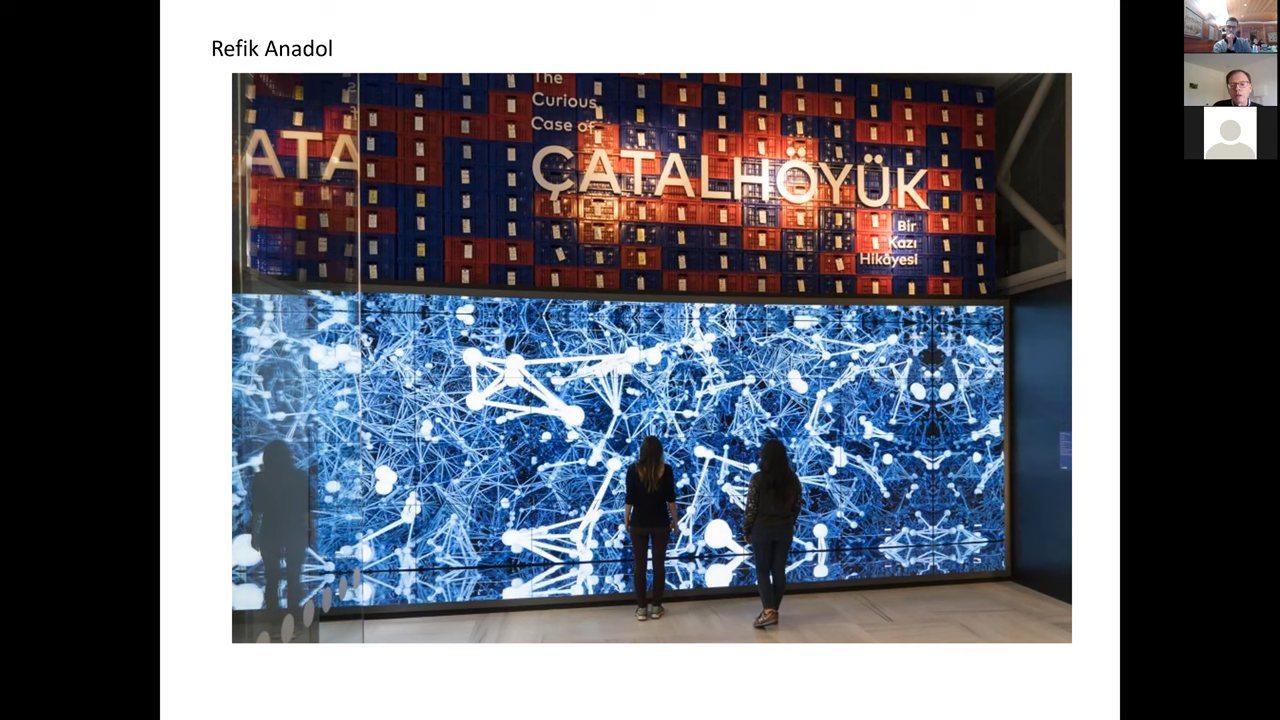 Refik Anadol
The
Curious
Case of
ATA
ÇATALHÖYÜK
Bir
Kazı
Hikâyesi